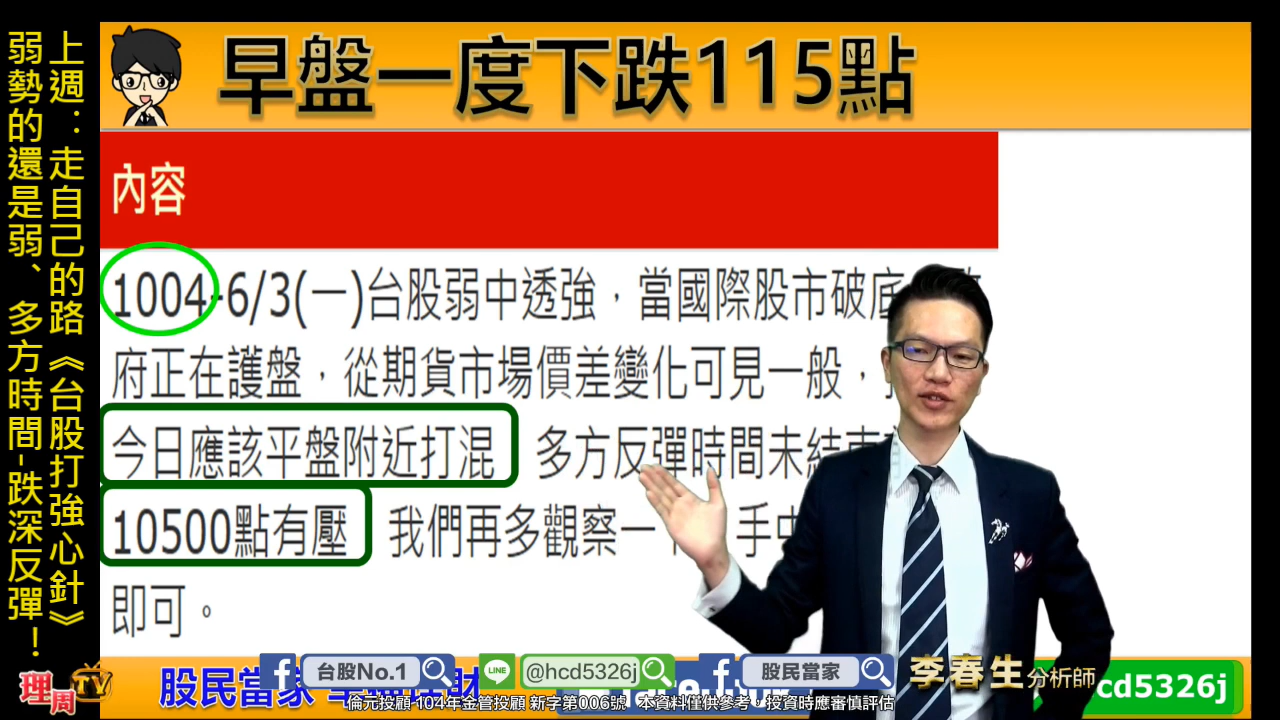 上週：走自己的路《台股打強心針》
弱勢的還是弱、多方時間-跌深反彈！
早盤一度下跌115點
內容
1004-6/3(一)台股弱中透強，當國際股市破底
府正在護盤，從期貨市場價差變化可見一般，
今日應該平盤附近打混 多方反彈時間未結束
10500點有壓 我們再多觀察一 手中
即可。
理周TV
股民當家
台股No.1
@hcd5326j
LINE
股民當家
李春生分析師
cd5326j
倫元投顧 104年金管投顧 新字第006號 本資料僅供參考，投資時應審慎評估